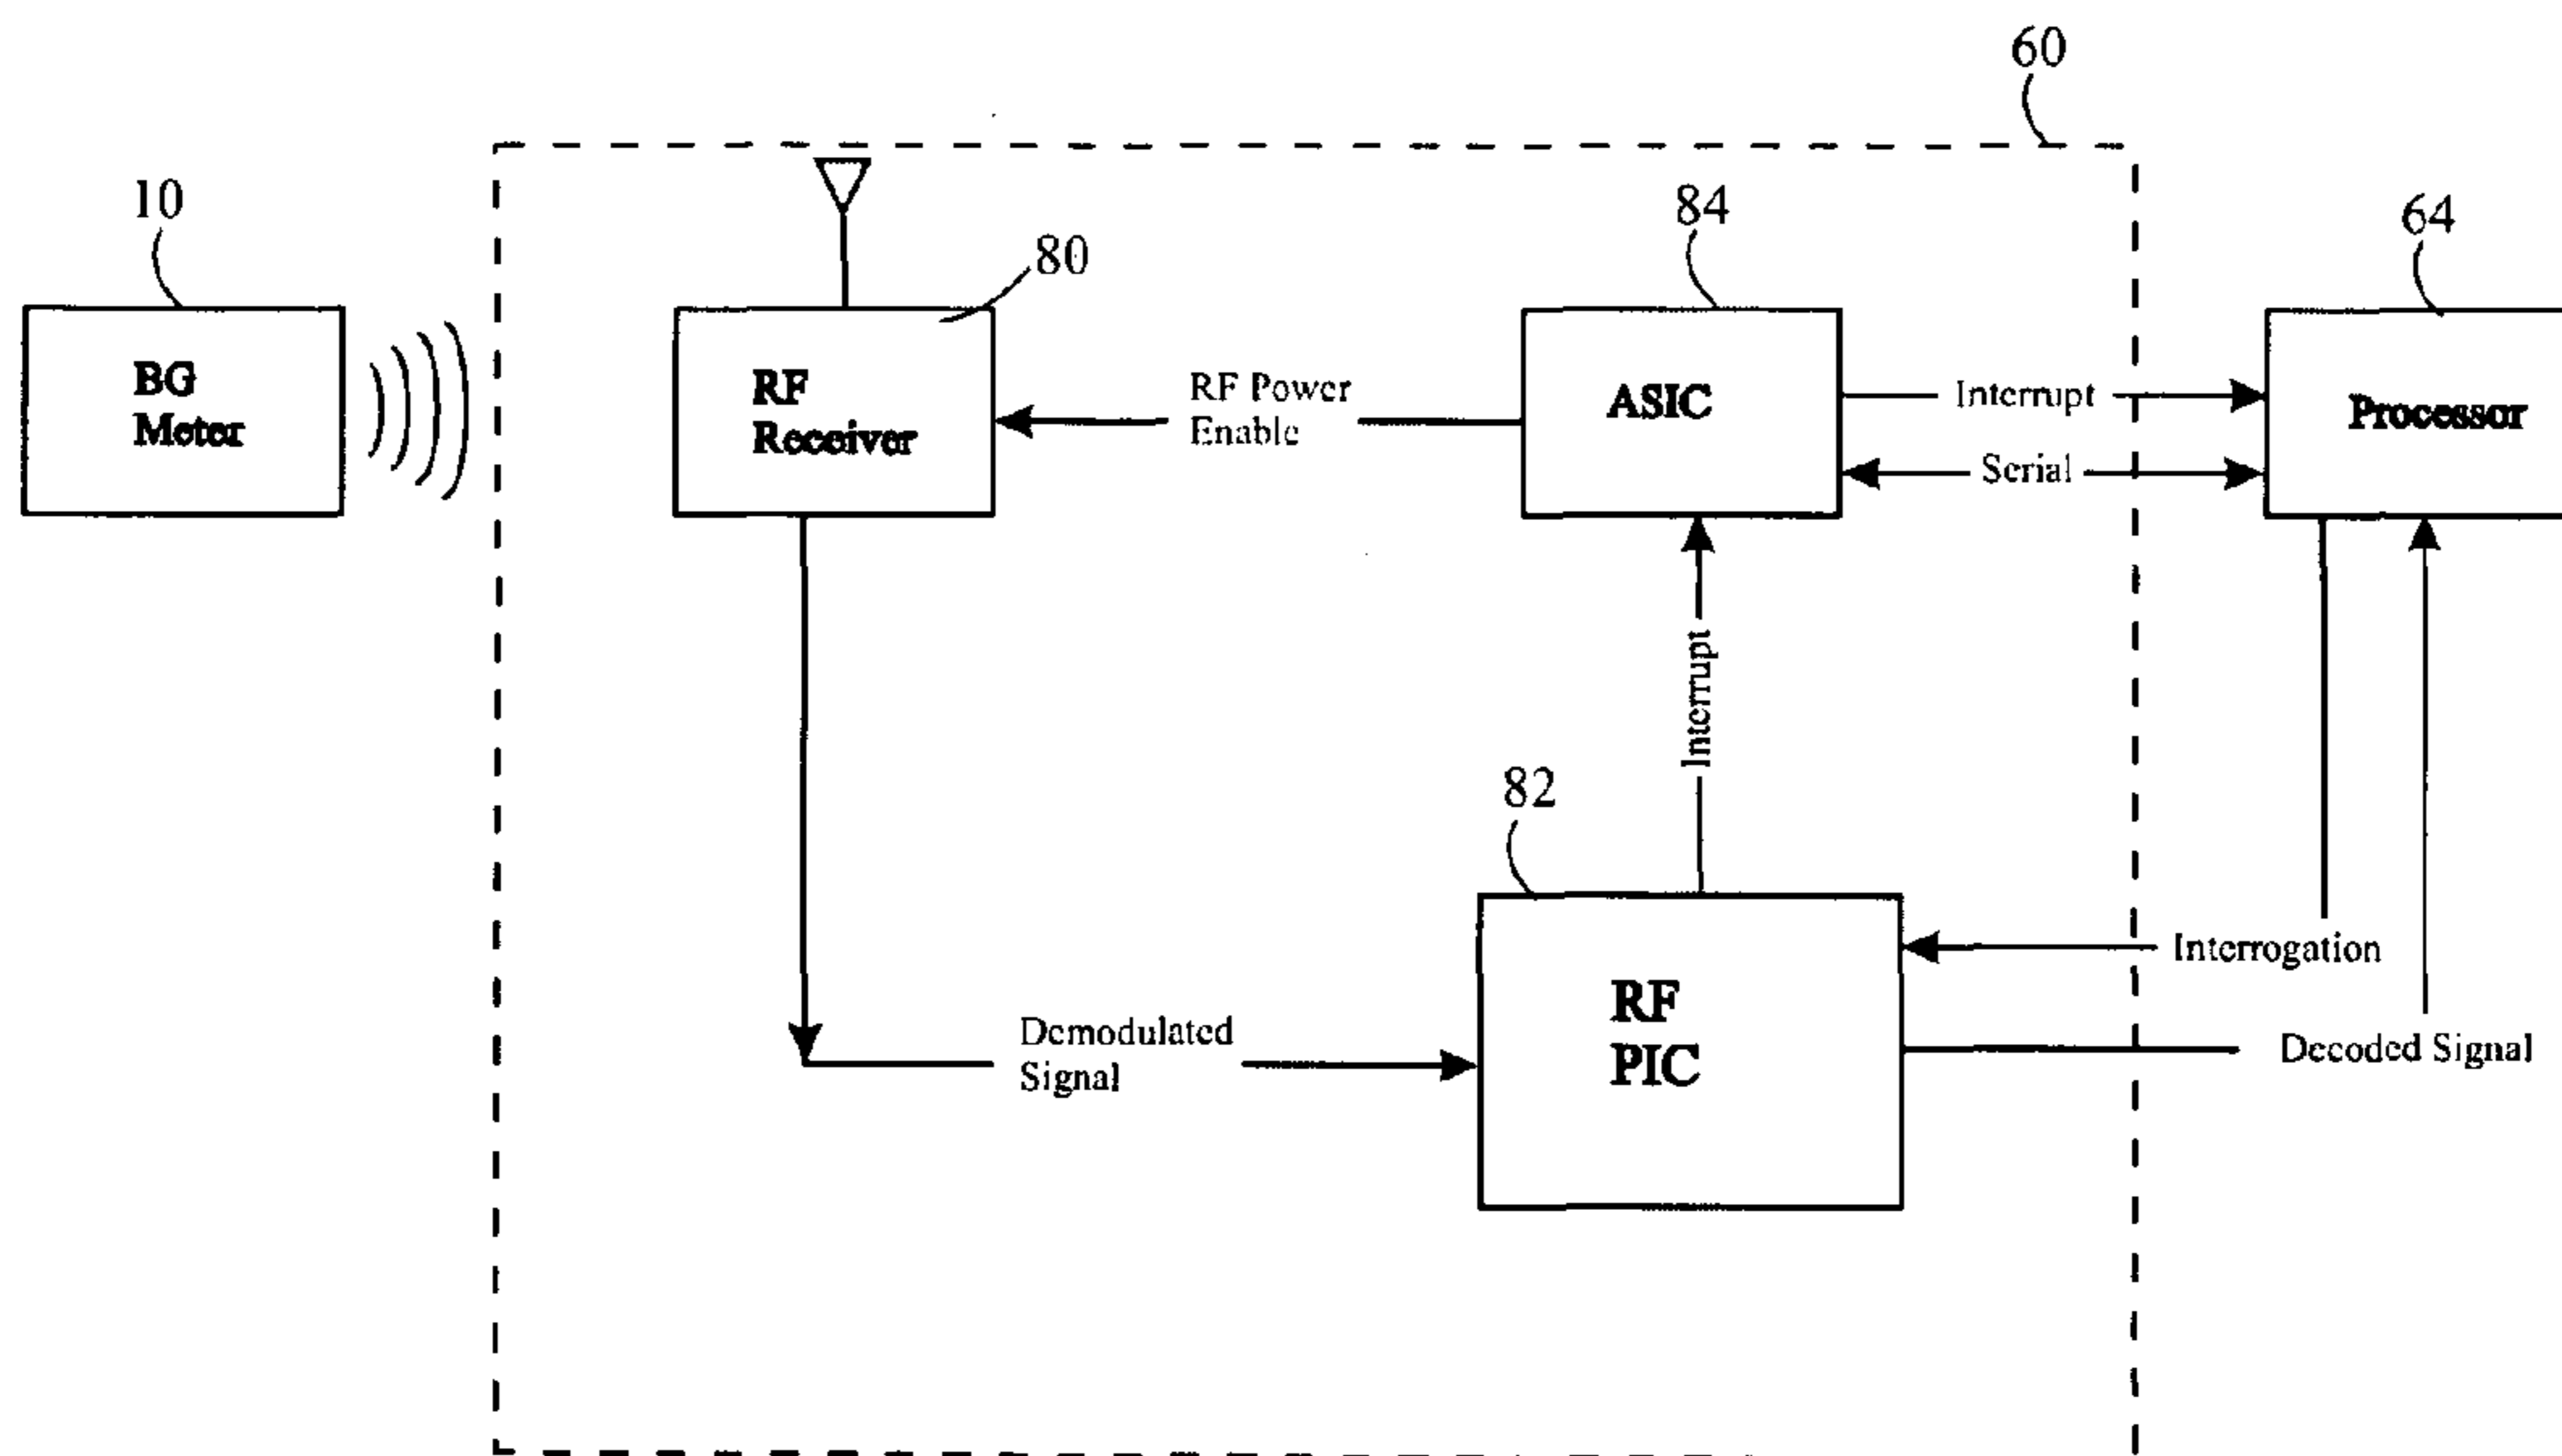 60
10
84
64
80
BG
Meter
RF
Receiver
RF Power
Enable
ASIC
Interrupt
Serial
Processor
Interrupt
82
Interrogation
RF
PIC
Demodulated
Signal
Decoded Signal